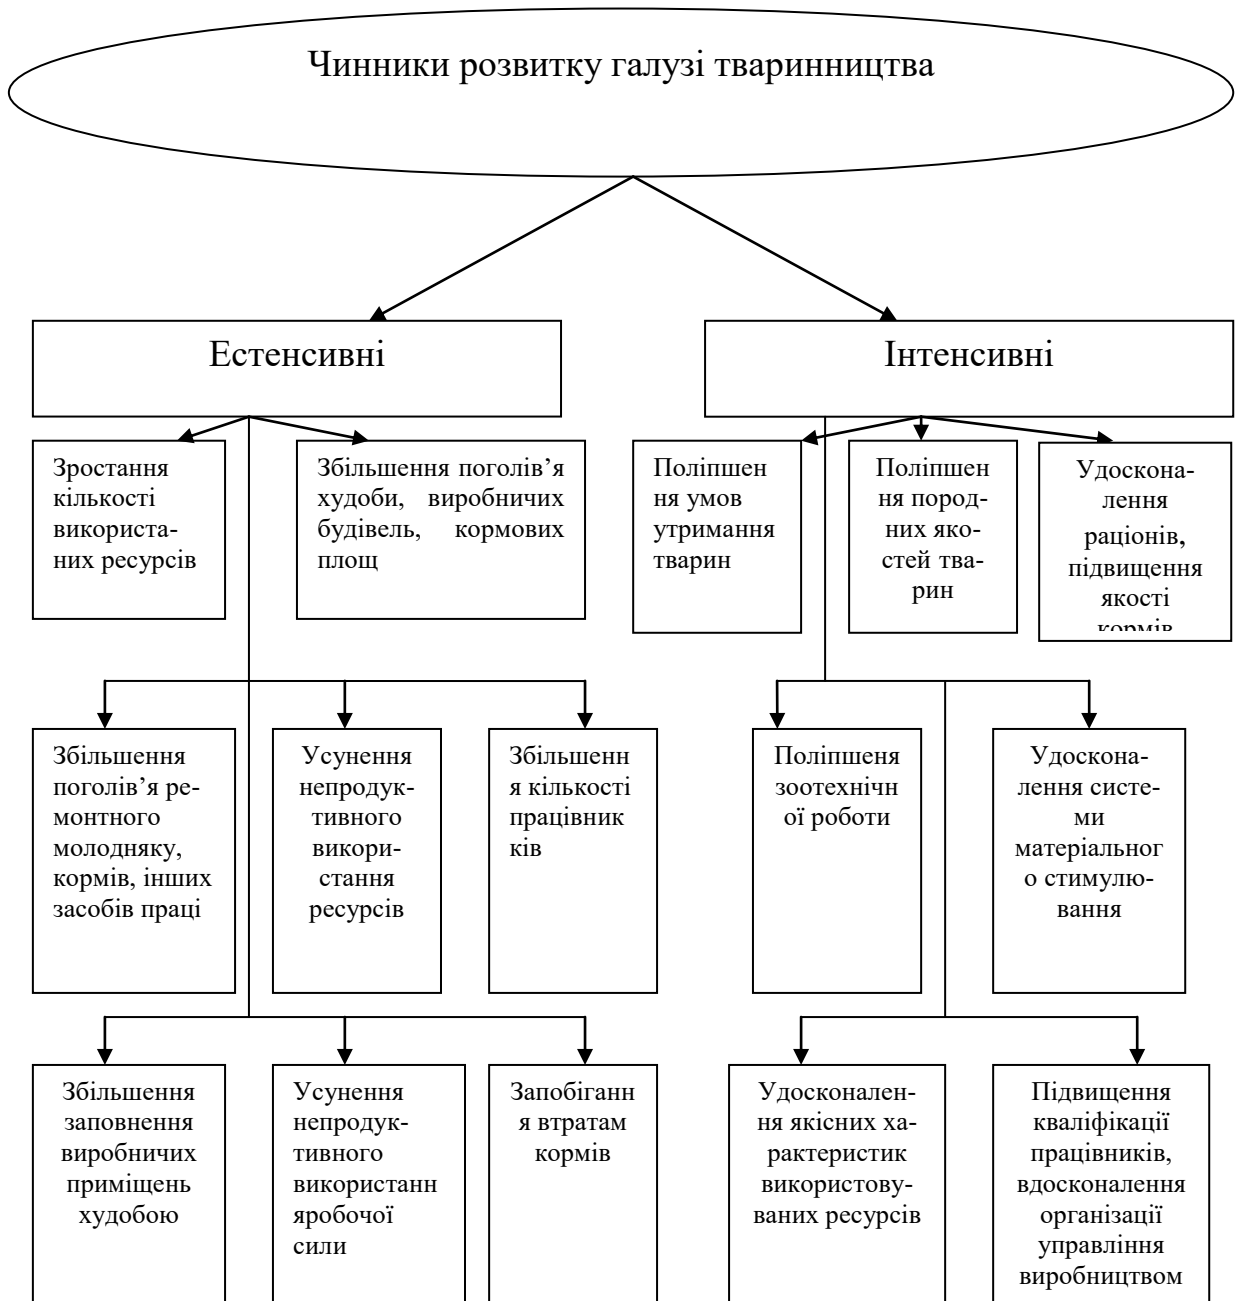 Чинники розвитку галузі тваринництва
Естенсивні
Інтенсивні
Зростання
кількості
використа-
них ресурсів
Збільшення поголів’я
худоби, виробничих
будівель, кормових
площ
Поліпшен
ня умов
утримання
тварин
Поліпшен
ня пород-
них яко-
стей тва-
рин
Удоскона-
лення
раціонів,
підвищення
якості
кормів
Збільшення
поголів’я ре-
монтного
молодняку,
кормів, інших
засобів праці
Усунення
непродук-
тивного
викори-
стання
ресурсів
Збільшенн
я кількості
працівник
ків
Поліпшеня
зоотехнічн
ої роботи
Удоскона-
лення систе-
ми
матеріальног
о стимулю-
вання
Збільшення
заповнення
виробничих
приміщень
худобою
Усунення
непродук-
тивного
використанн
яробочої
сили
Запобіганн
я втратам
кормів
Удосконален-
ня якісних ха-
рактеристик
використову-
ваних ресурсів
Підвищення
кваліфікації
працівників,
вдосконалення
організації
управління
виробництвом